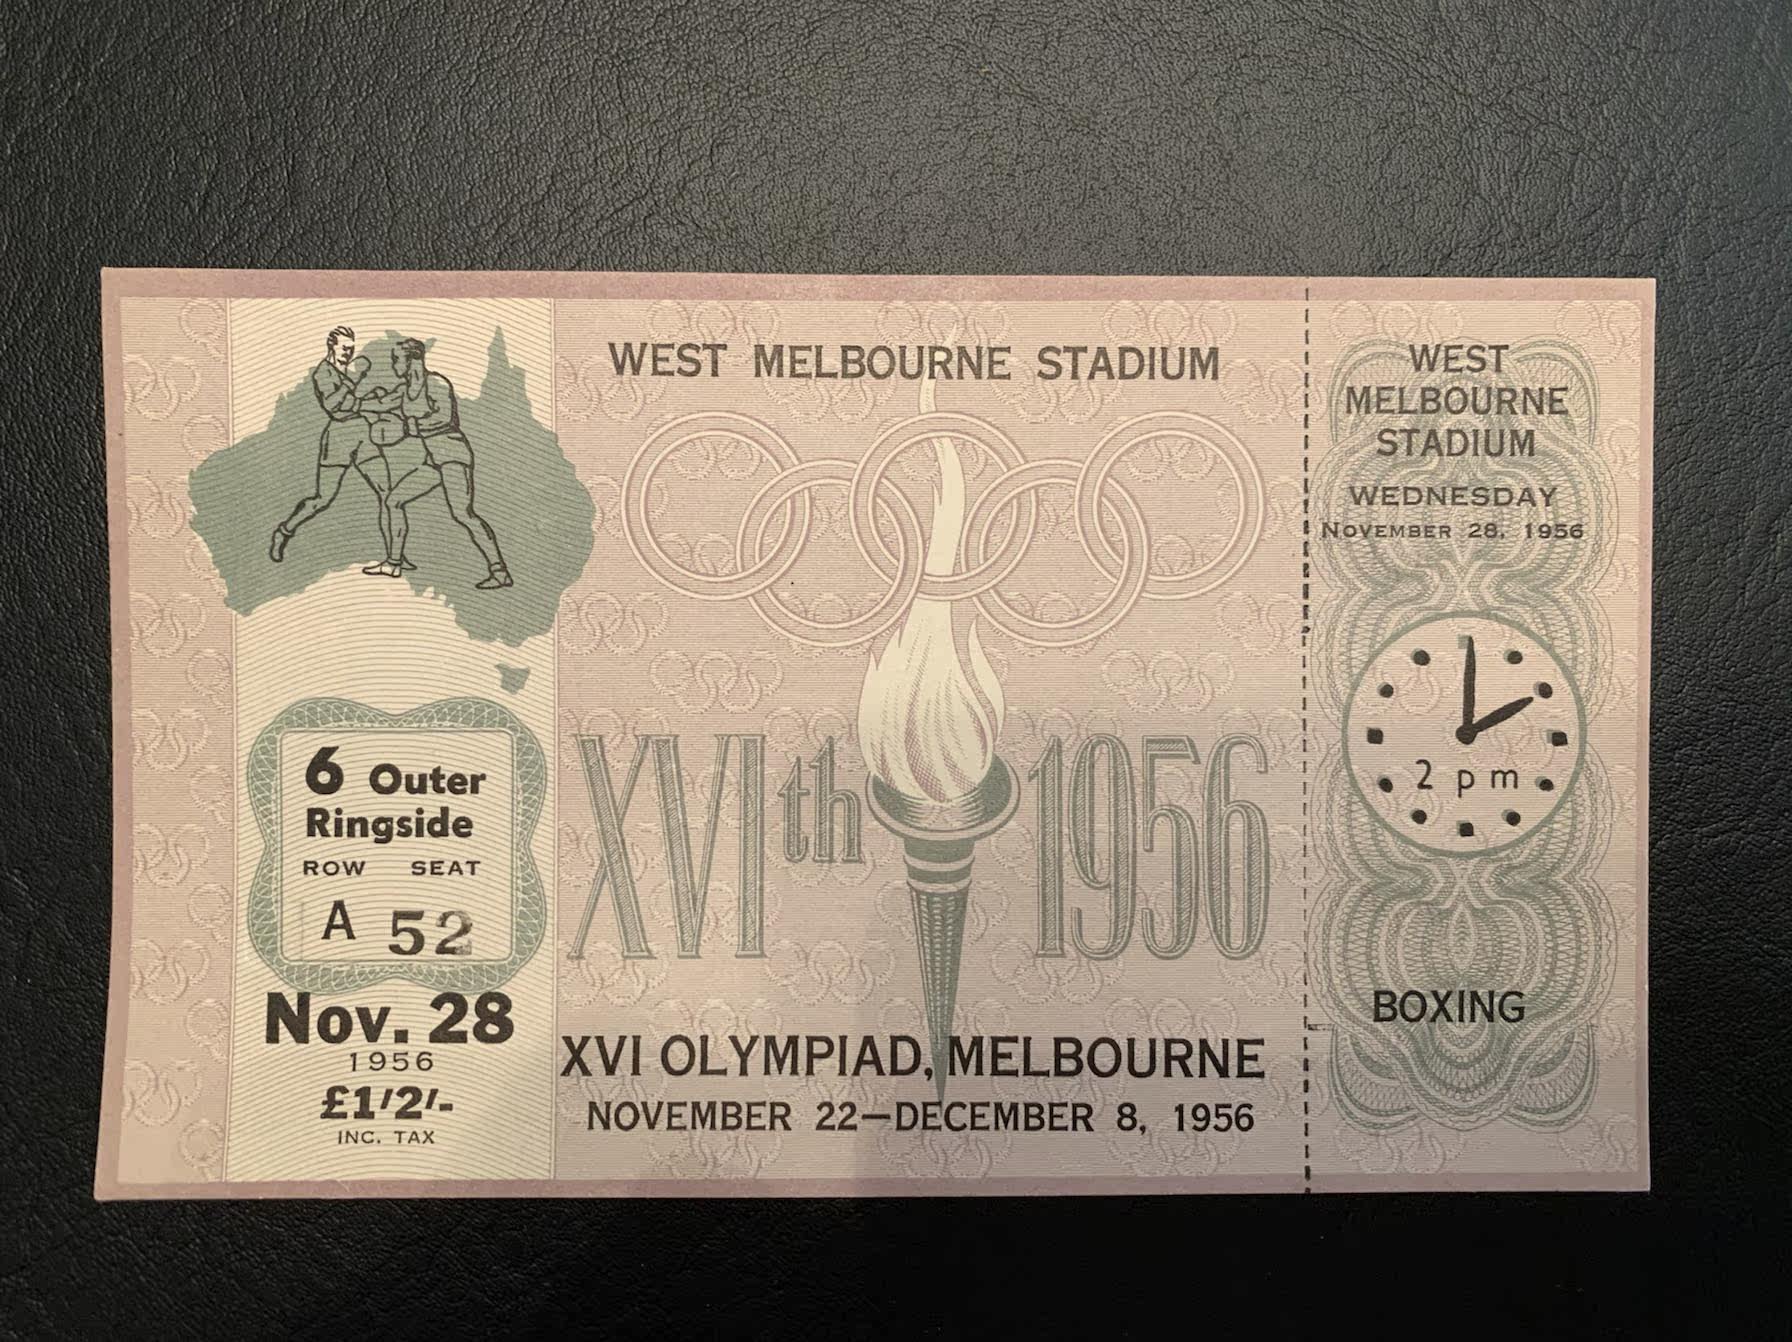 WEST MELBOURNE STADIUM
6 Outer
Ringside
ROW SEAT
A 52
Nov. 28
1956
£1'2'-
INC. TAX
XVIth 1956
XVI OLYMPIAD, MELBOURNE
NOVEMBER 22—DECEMBER 8, 1956
WEST
MELBOURNE
STADIUM
WEDNESDAY
NOVEMBER 28, 1956
2 pm
BOXING